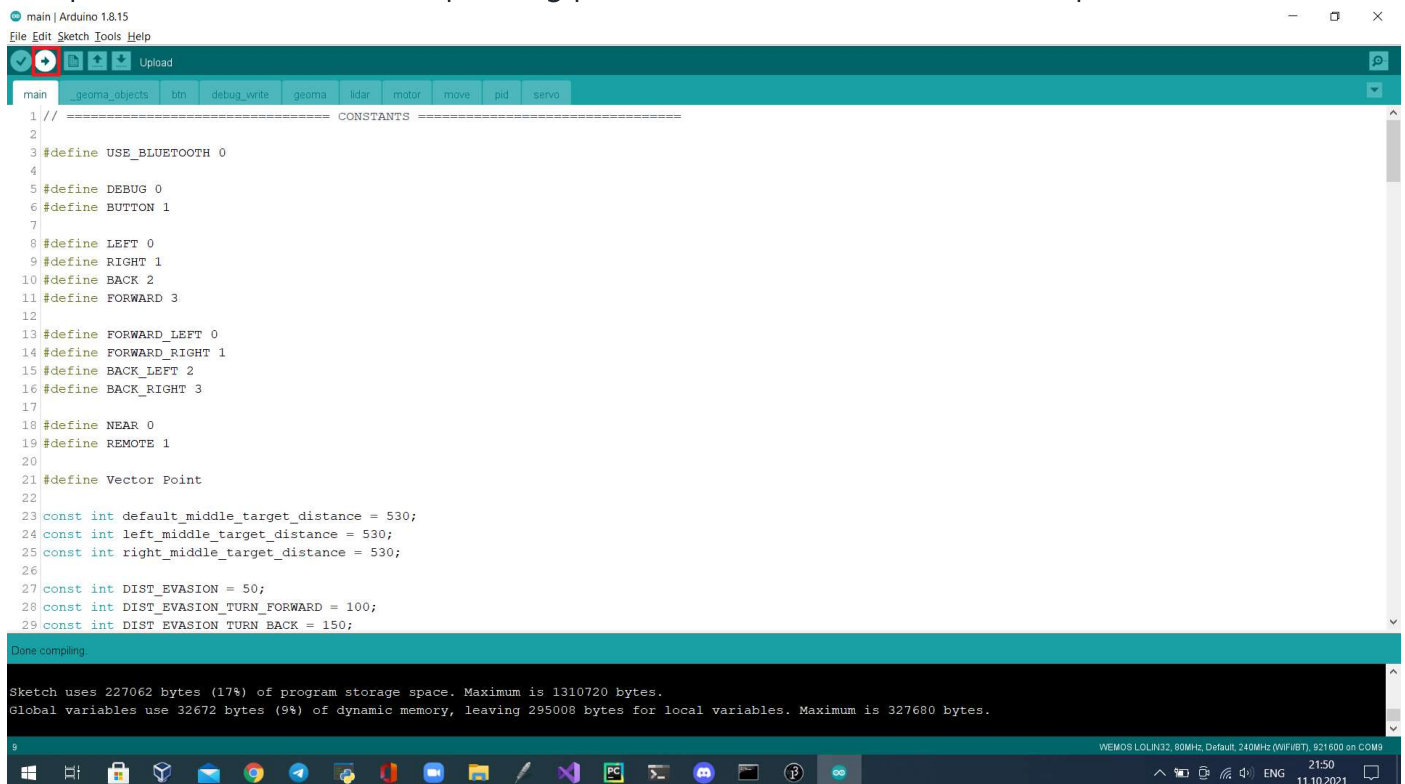 main | Arduino 1.8.15
File Edit Sketch Tools Help
Upload
main _geoma_objects btn debug_write geoma lidar motor move pid servo
1 // ================================= CONSTANTS =================================
2
3 #define USE_BLUETOOTH 0
4
5 #define DEBUG 0
6 #define BUTTON 1
7
8 #define LEFT 0
9 #define RIGHT 1
10 #define BACK 2
11 #define FORWARD 3
12
13 #define FORWARD_LEFT 0
14 #define FORWARD_RIGHT 1
15 #define BACK_LEFT 2
16 #define BACK_RIGHT 3
17
18 #define NEAR 0
19 #define REMOTE 1
20
21 #define Vector Point
22
23 const int default_middle_target_distance = 530;
24 const int left_middle_target_distance = 530;
25 const int right_middle_target_distance = 530;
26
27 const int DIST_EVASION = 50;
28 const int DIST_EVASION_TURN_FORWARD = 100;
29 const int DIST_EVASION_TURN_BACK = 150;
Done compiling.
Sketch uses 227062 bytes (17%) of program storage space. Maximum is 1310720 bytes.
Global variables use 32672 bytes (9%) of dynamic memory, leaving 295008 bytes for local variables. Maximum is 327680 bytes.
9 WEMOS LOLIN32, 80MHz, Default, 240MHz (WiFi/BT), 921600 on COM9
PC
ENG
21:50
11.10.2021